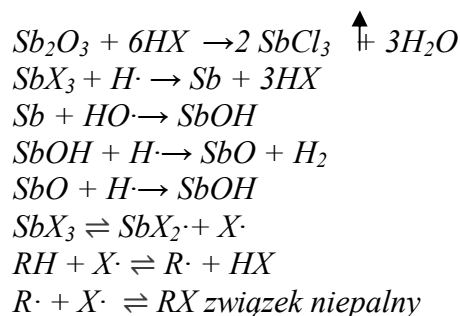 Sb₂O₃ + 6HX →2 SbCl₃ ↑ + 3H₂O
SbX₃ + H· → Sb + 3HX
Sb + HO·→ SbOH
SbOH + H·→ SbO + H₂
SbO + H·→ SbOH
SbX₃ ⇌ SbX₂·+ X·
RH + X· ⇌ R· + HX
R· + X· ⇌ RX związek niepalny